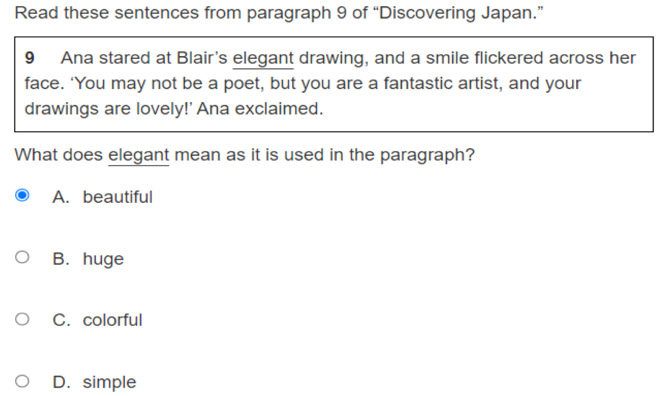 Read these sentences from paragraph 9 of “Discovering Japan.”
9 Ana stared at Blair’s elegant drawing, and a smile flickered across her
face. ‘You may not be a poet, but you are a fantastic artist, and your
drawings are lovely!’ Ana exclaimed.
What does elegant mean as it is used in the paragraph?
A. beautiful
B. huge
C. colorful
D. simple